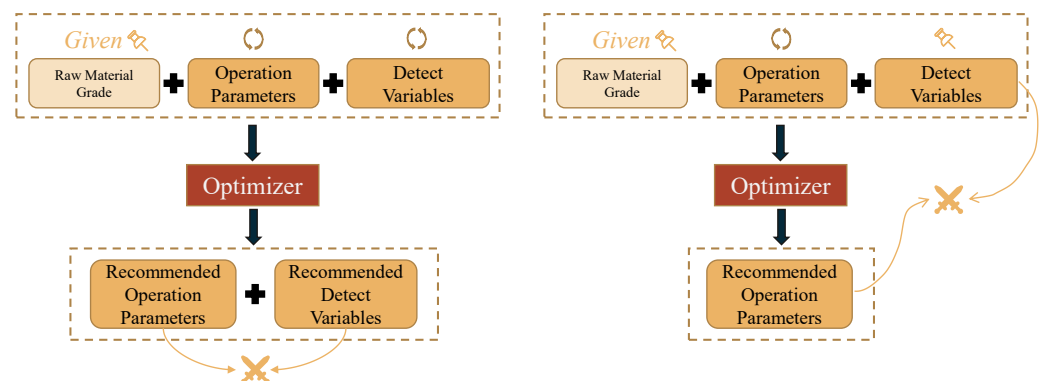 Given
Raw Material
Grade
Operation
Parameters
Detect
Variables
Optimizer
Recommended
Operation
Parameters
Recommended
Detect
Variables
Given
Raw Material
Grade
Operation
Parameters
Detect
Variables
Optimizer
Recommended
Operation
Parameters